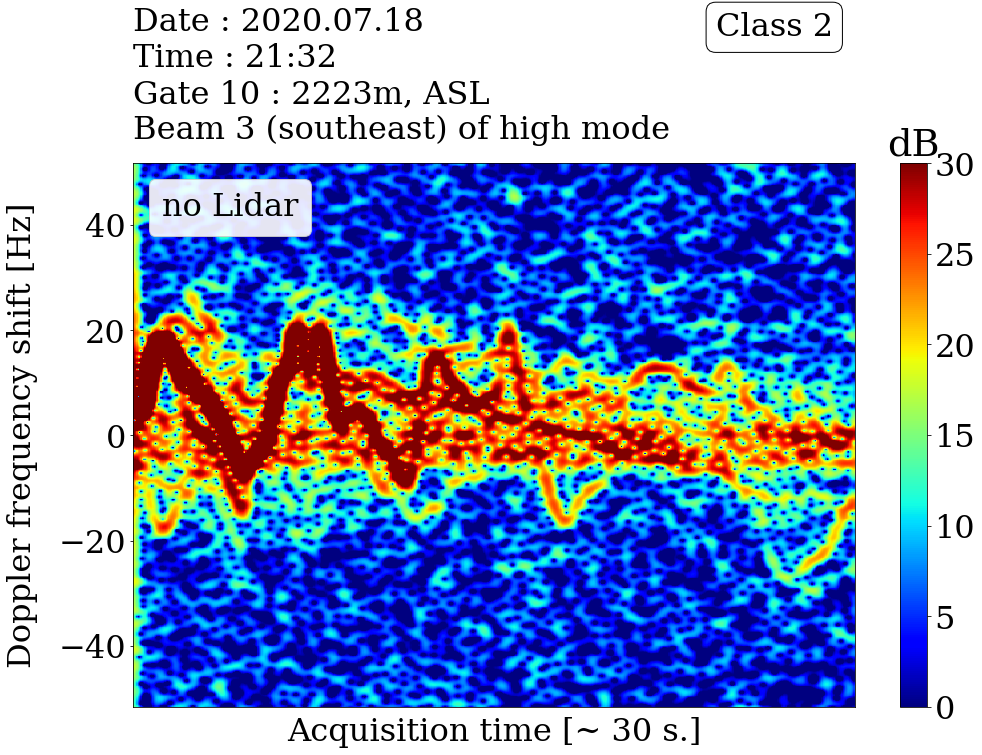 Date : 2020.07.18
Time : 21:32
Gate 10 : 2223m, ASL
Beam 3 (southeast) of high mode
Class 2
no Lidar
Doppler frequency shift [Hz]
40
20
0
−20
−40
Acquisition time [~ 30 s.]
dB
30
25
20
15
10
5
0